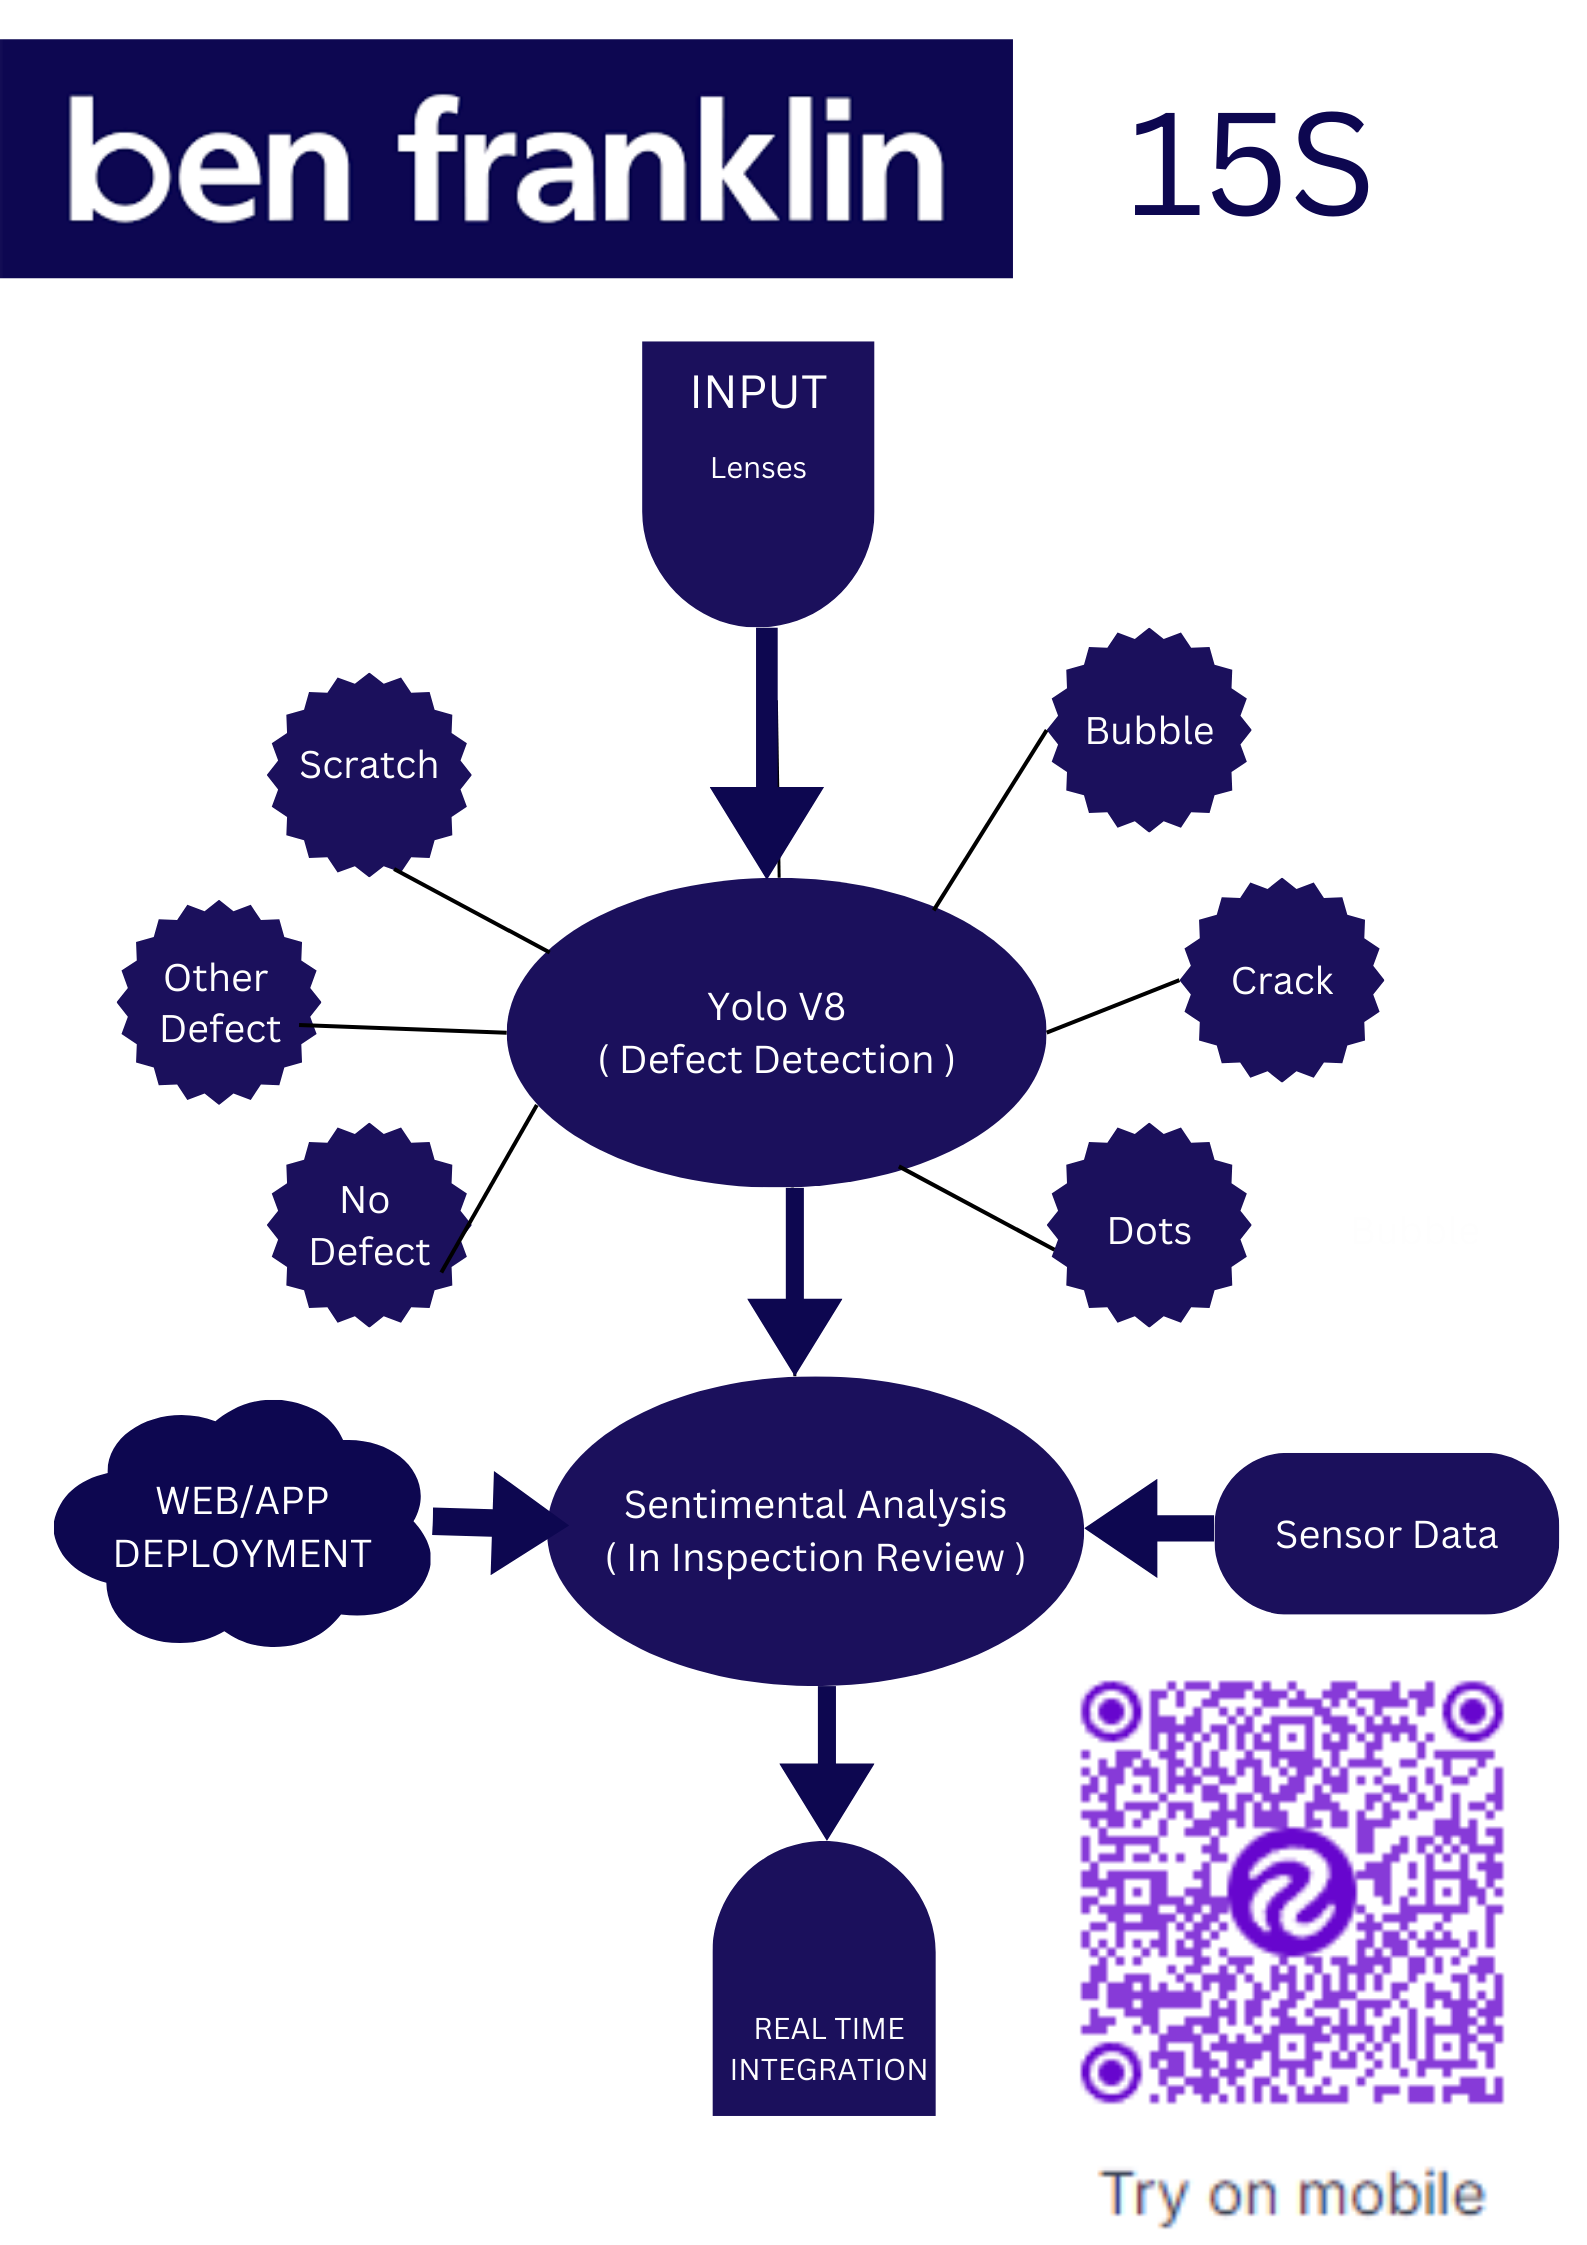 ben franklin
15S
INPUT
Lenses
Scratch
Bubble
Other
Defect
Crack
Yolo V8
( Defect Detection )
No
Defect
Dots
WEB/APP
DEPLOYMENT
Sentimental Analysis
( In Inspection Review )
Sensor Data
REAL TIME
INTEGRATION
Try on mobile